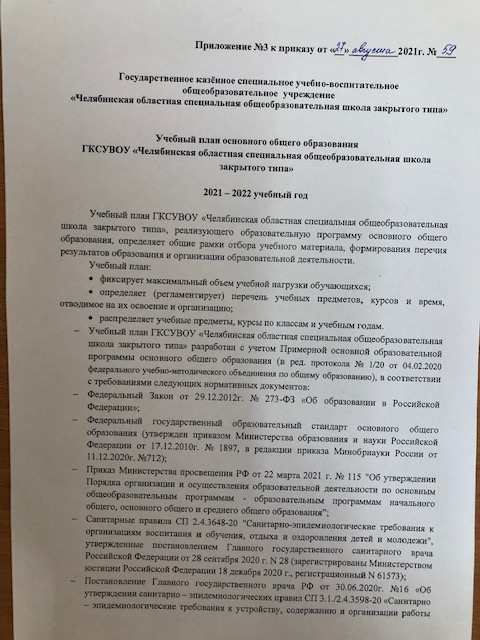 Приложение №3 к приказу от «27» августа 2021г. № 59
Государственное казённое специальное учебно-воспитательное
общеобразовательное учреждение
«Челябинская областная специальная общеобразовательная школа закрытого типа»
Учебный план основного общего образования
ГКСУВОУ «Челябинская областная специальная общеобразовательная школа
закрытого типа»
2021 – 2022 учебный год
Учебный план ГКСУВОУ «Челябинская областная специальная общеобразовательная
школа закрытого типа», реализующего образовательную программу основного общего
образования, определяет общие рамки отбора учебного материала, формирования перечня
результатов образования и организации образовательной деятельности.
Учебный план:
• фиксирует максимальный объем учебной нагрузки обучающихся;
• определяет (регламентирует) перечень учебных предметов, курсов и время,
отводимое на их освоение и организацию;
• распределяет учебные предметы, курсы по классам и учебным годам.
– Учебный план ГКСУВОУ «Челябинская областная специальная общеобразовательная
школа закрытого типа» разработан с учетом Примерной основной образовательной
программы основного общего образования (в ред. протокола № 1/20 от 04.02.2020
федерального учебно-методического объединения по общему образованию), в соответствии
с требованиями следующих нормативных документов:
– Федеральный Закон от 29.12.2012г. № 273-ФЗ «Об образовании в Российской
Федерации»;
– Федеральный государственный образовательный стандарт основного общего
образования (утвержден приказом Министерства образования и науки Российской
Федерации от 17.12.2010г. № 1897, в редакции приказа Минобрнауки России от
11.12.2020г. №712);
– Приказ Министерства просвещения РФ от 22 марта 2021 г. № 115 "Об утверждении
Порядка организации и осуществления образовательной деятельности по основным
общеобразовательным программам - образовательным программам начального
общего, основного общего и среднего общего образования";
– Санитарные правила СП 2.4.3648-20 "Санитарно-эпидемиологические требования к
организациям воспитания и обучения, отдыха и оздоровления детей и молодежи",
утвержденные постановлением Главного государственного санитарного врача
Российской Федерации от 28 сентября 2020 г. N 28 (зарегистрированы Министерством
юстиции Российской Федерации 18 декабря 2020 г., регистрационный N 61573);
– Постановление Главного государственного врача РФ от 30.06.2020г. №16 «Об
утверждении санитарно – эпидемиологических правил СП 3.1/2.4.3598-20 «Санитарно
– эпидемиологические требования к устройству, содержанию и организации работы